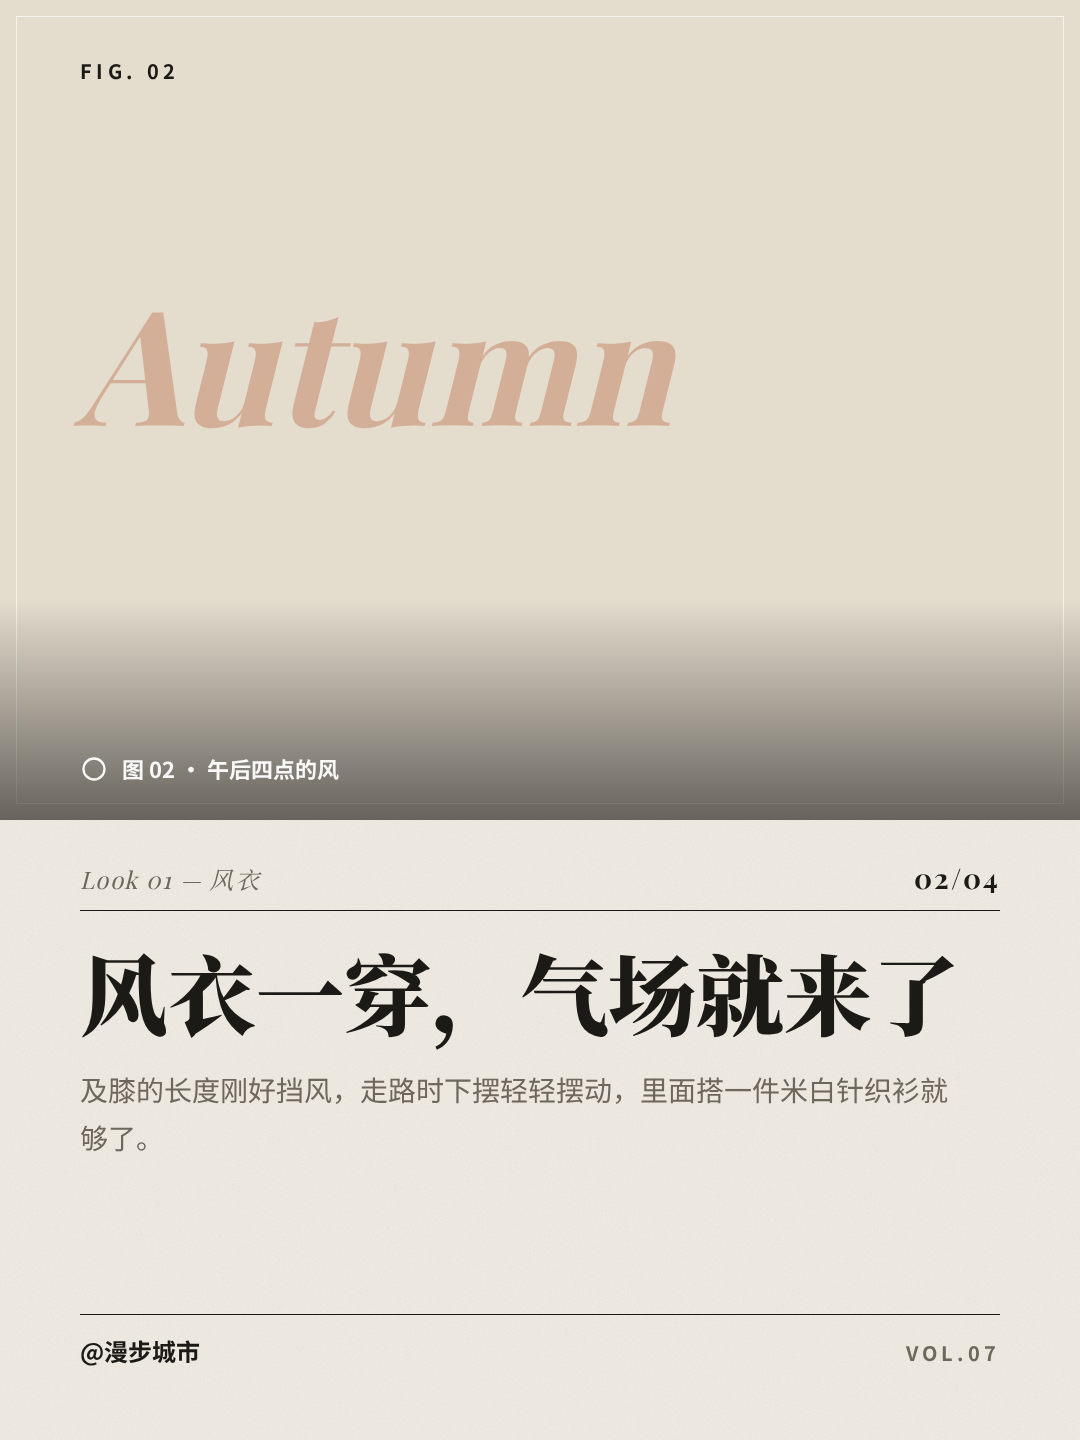 FIG. 02
Autumn
图 02 · 午后四点的风
Look 01 — 风衣
02/04
风衣一穿，气场就来了
及膝的长度刚好挡风，走路时下摆轻轻摆动，里面搭一件米白针织衫就
够了。
@漫步城市
VOL.07